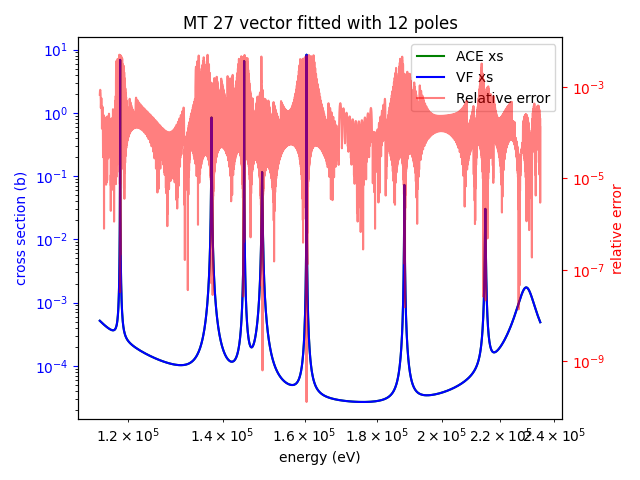 MT 27 vector fitted with 12 poles
ACE xs
VF xs
Relative error
10¹
10⁰
10⁻¹
10⁻²
10⁻³
10⁻⁴
cross section (b)
10⁻³
10⁻⁵
10⁻⁷
10⁻⁹
relative error
1.2 × 10⁵ 1.4 × 10⁵ 1.6 × 10⁵ 1.8 × 10⁵ 2 × 10⁵ 2.2 × 10⁵ 2.4 × 10⁵
energy (eV)